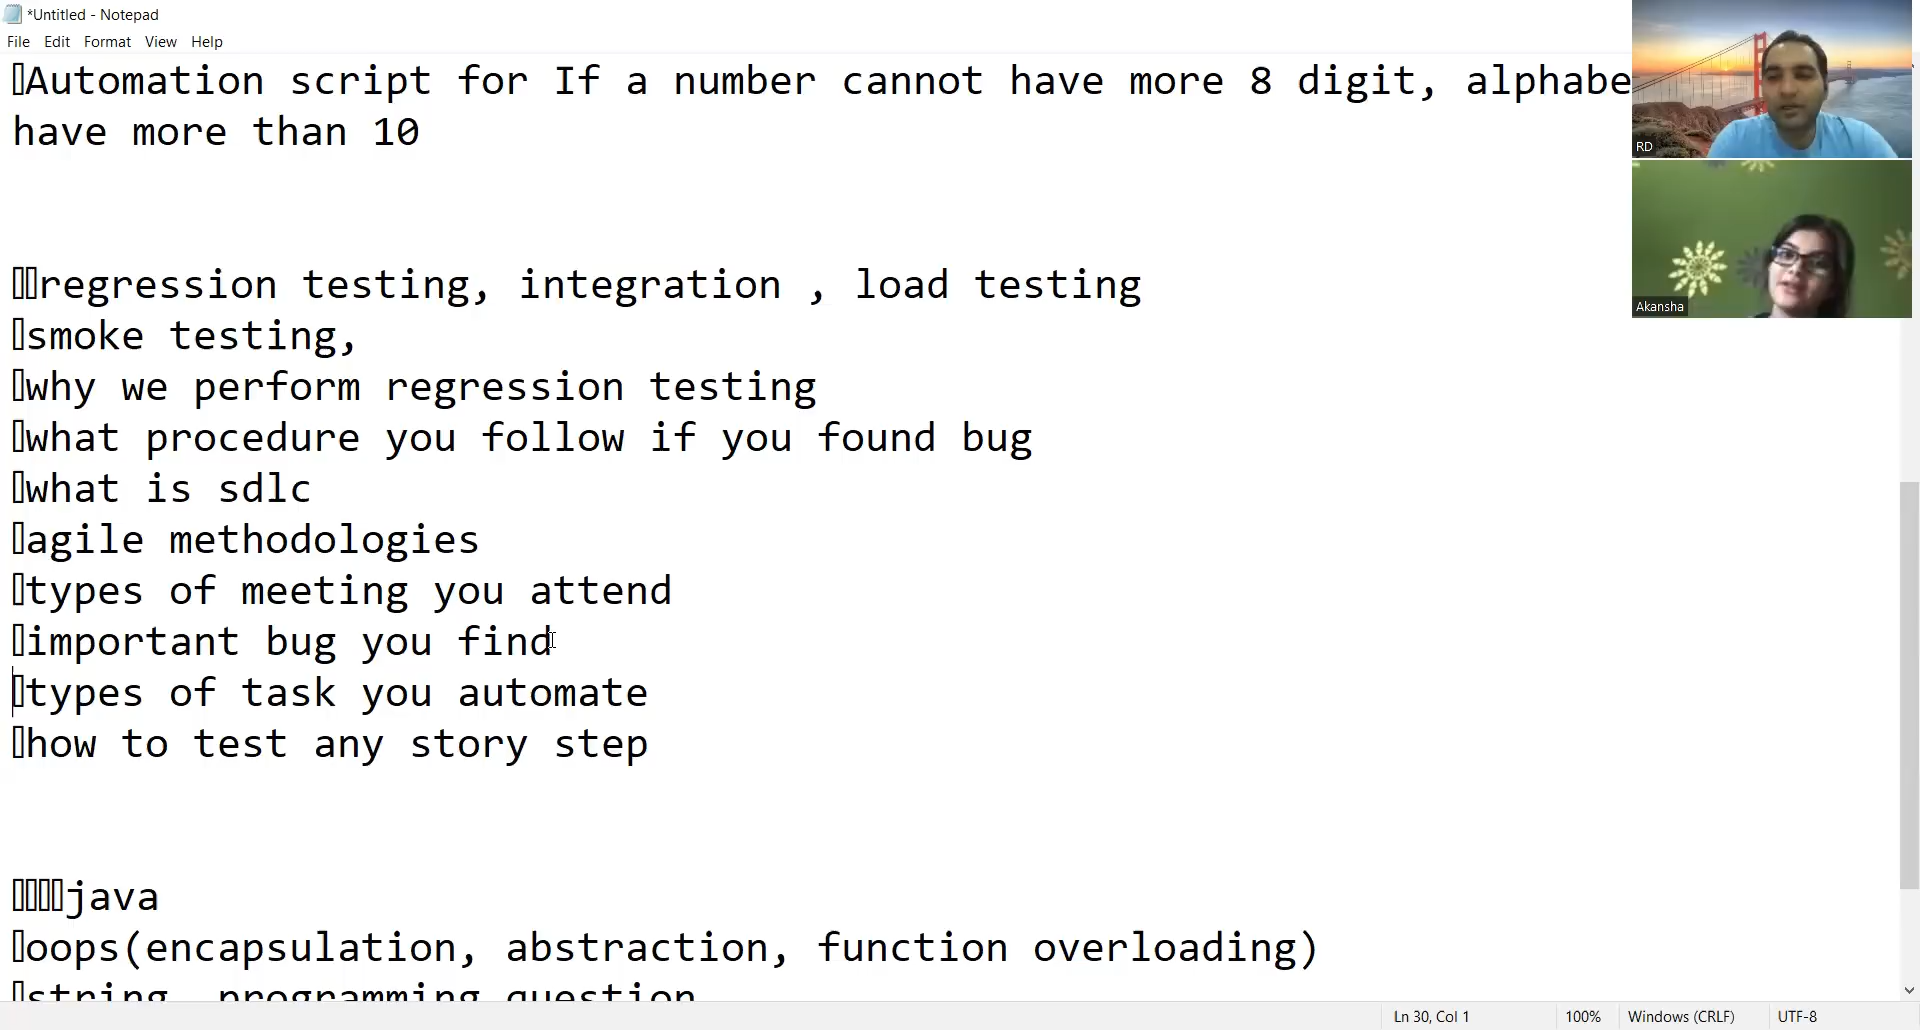 *Untitled - Notepad
File Edit Format View Help
Automation script for If a number cannot have more 8 digit, alphabe
have more than 10
regression testing, integration , load testing
smoke testing,
why we perform regression testing
what procedure you follow if you found bug
what is sdlc
agile methodologies
types of meeting you attend
important bug you find
types of task you automate
how to test any story step
java
oops(encapsulation, abstraction, function overloading)
string, programming question
RD
Akansha
Ln 30, Col 1 100% Windows (CRLF) UTF-8